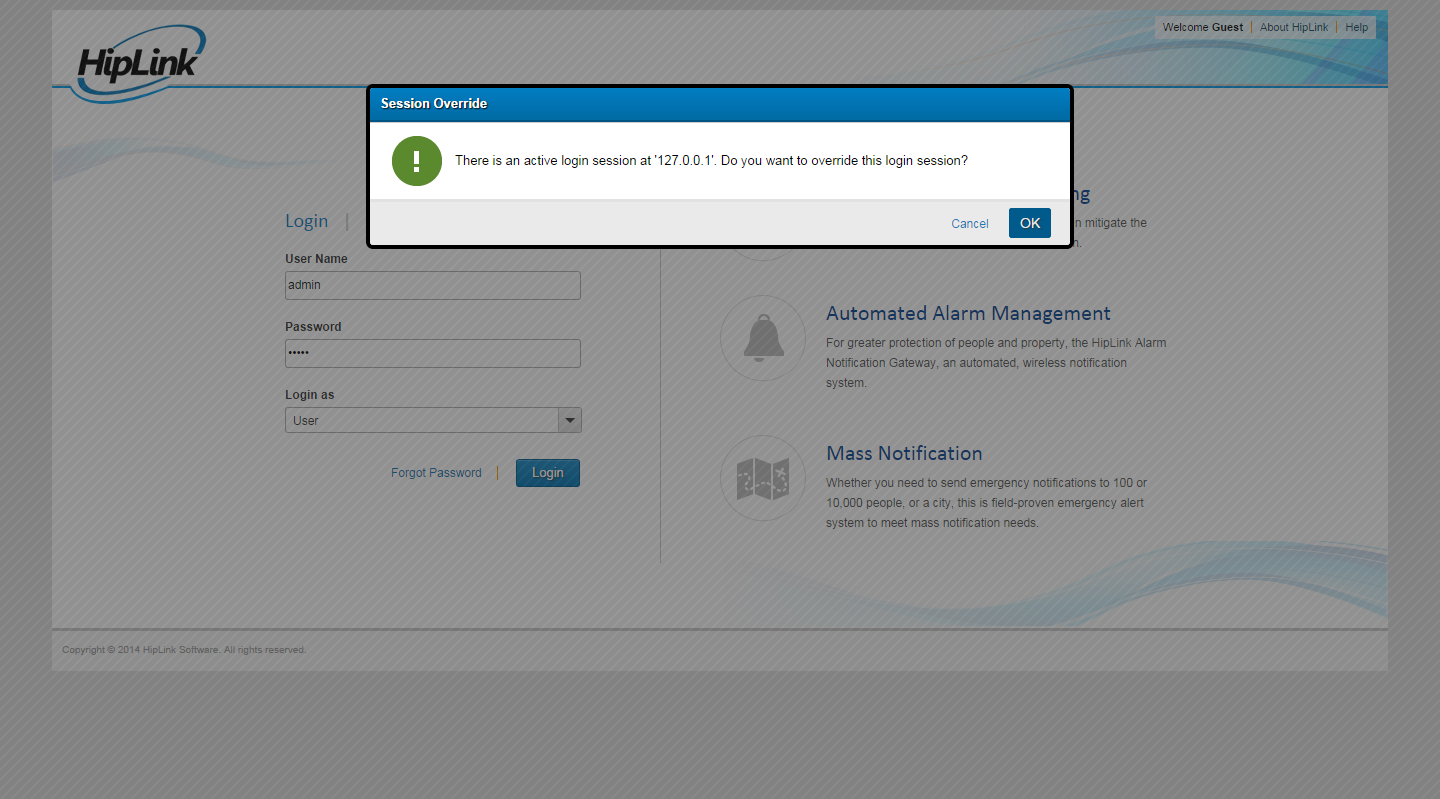 HipLink
Welcome Guest
About HipLink
Help
Session Override
There is an active login session at '127.0.0.1'. Do you want to override this login session?
Cancel
OK
Login
User Name
admin
Password
•••••
Login as
User
Forgot Password
Login
mitigate the
Automated Alarm Management
For greater protection of people and property, the HipLink Alarm
Notification Gateway, an automated, wireless notification
system.
Mass Notification
Whether you need to send emergency notifications to 100 or
10,000 people, or a city, this is field-proven emergency alert
system to meet mass notification needs.
Copyright © 2014 HipLink Software. All rights reserved.